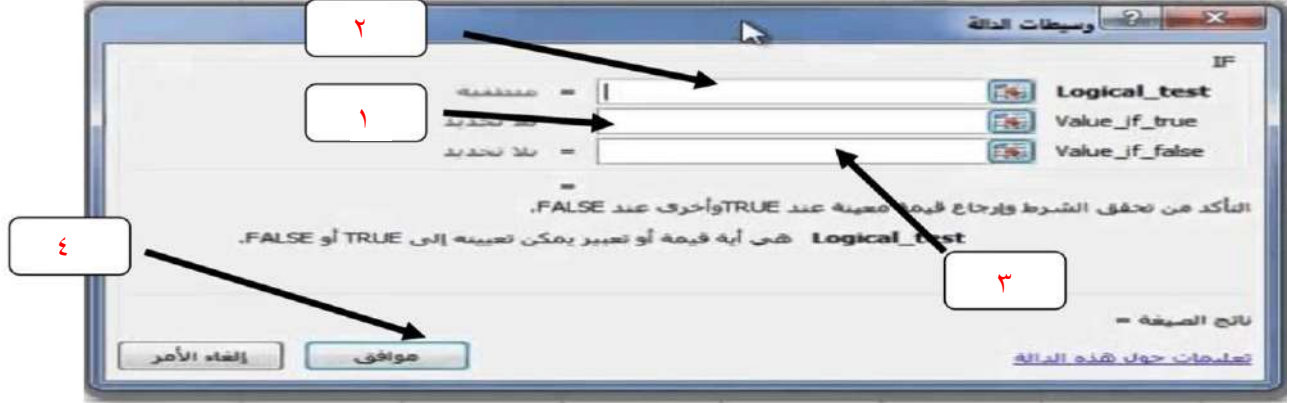 ٢
وسيطات الدالة
IF
Logical_test = منطقية
١
Value_if_true بلا تحديد
Value_if_false = بلا تحديد
=
التأكد من تحقق الشرط وإرجاع قيمة معينة عند TRUEوأخرى عند FALSE.
Logical_test هي أية قيمة أو تعبير يمكن تعيينه إلى TRUE أو FALSE.
٤
٣
ناتج الصيغة =
تعليمات حول هذه الدالة
موافق
إلغاء الأمر